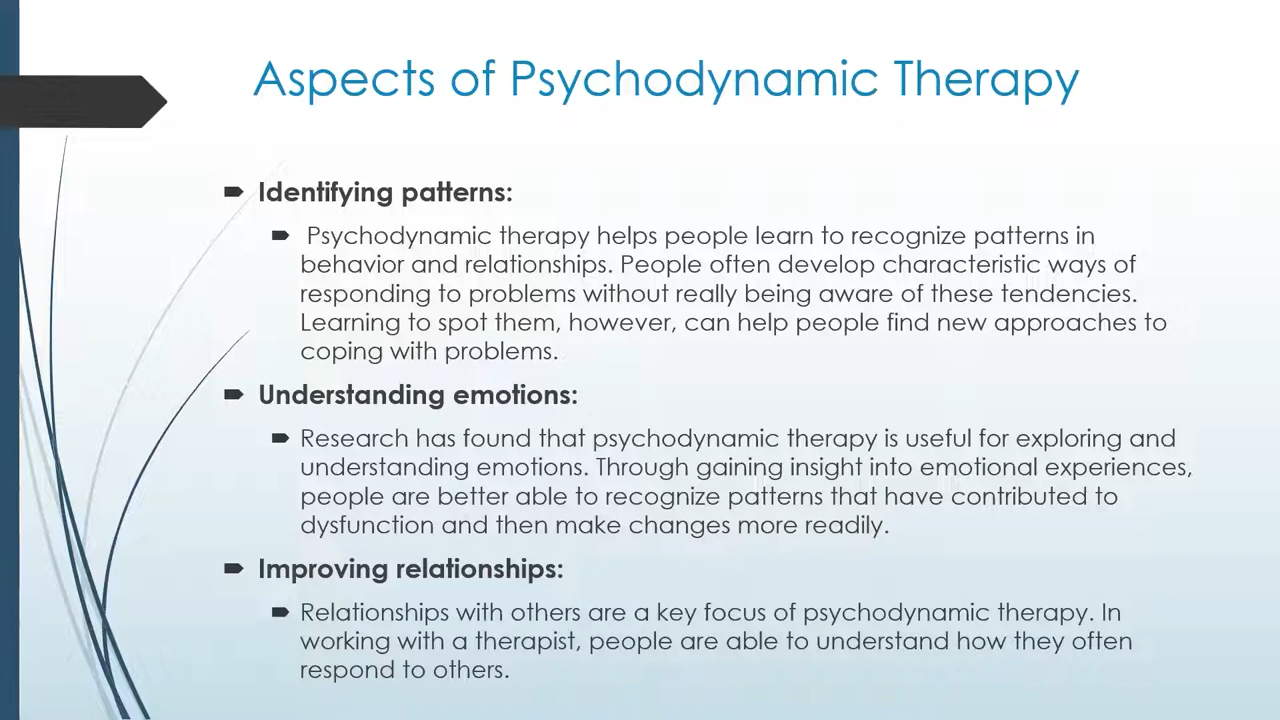 Aspects of Psychodynamic Therapy
Identifying patterns:
Psychodynamic therapy helps people learn to recognize patterns in
behavior and relationships. People often develop characteristic ways of
responding to problems without really being aware of these tendencies.
Learning to spot them, however, can help people find new approaches to
coping with problems.
Understanding emotions:
Research has found that psychodynamic therapy is useful for exploring and
understanding emotions. Through gaining insight into emotional experiences,
people are better able to recognize patterns that have contributed to
dysfunction and then make changes more readily.
Improving relationships:
Relationships with others are a key focus of psychodynamic therapy. In
working with a therapist, people are able to understand how they often
respond to others.